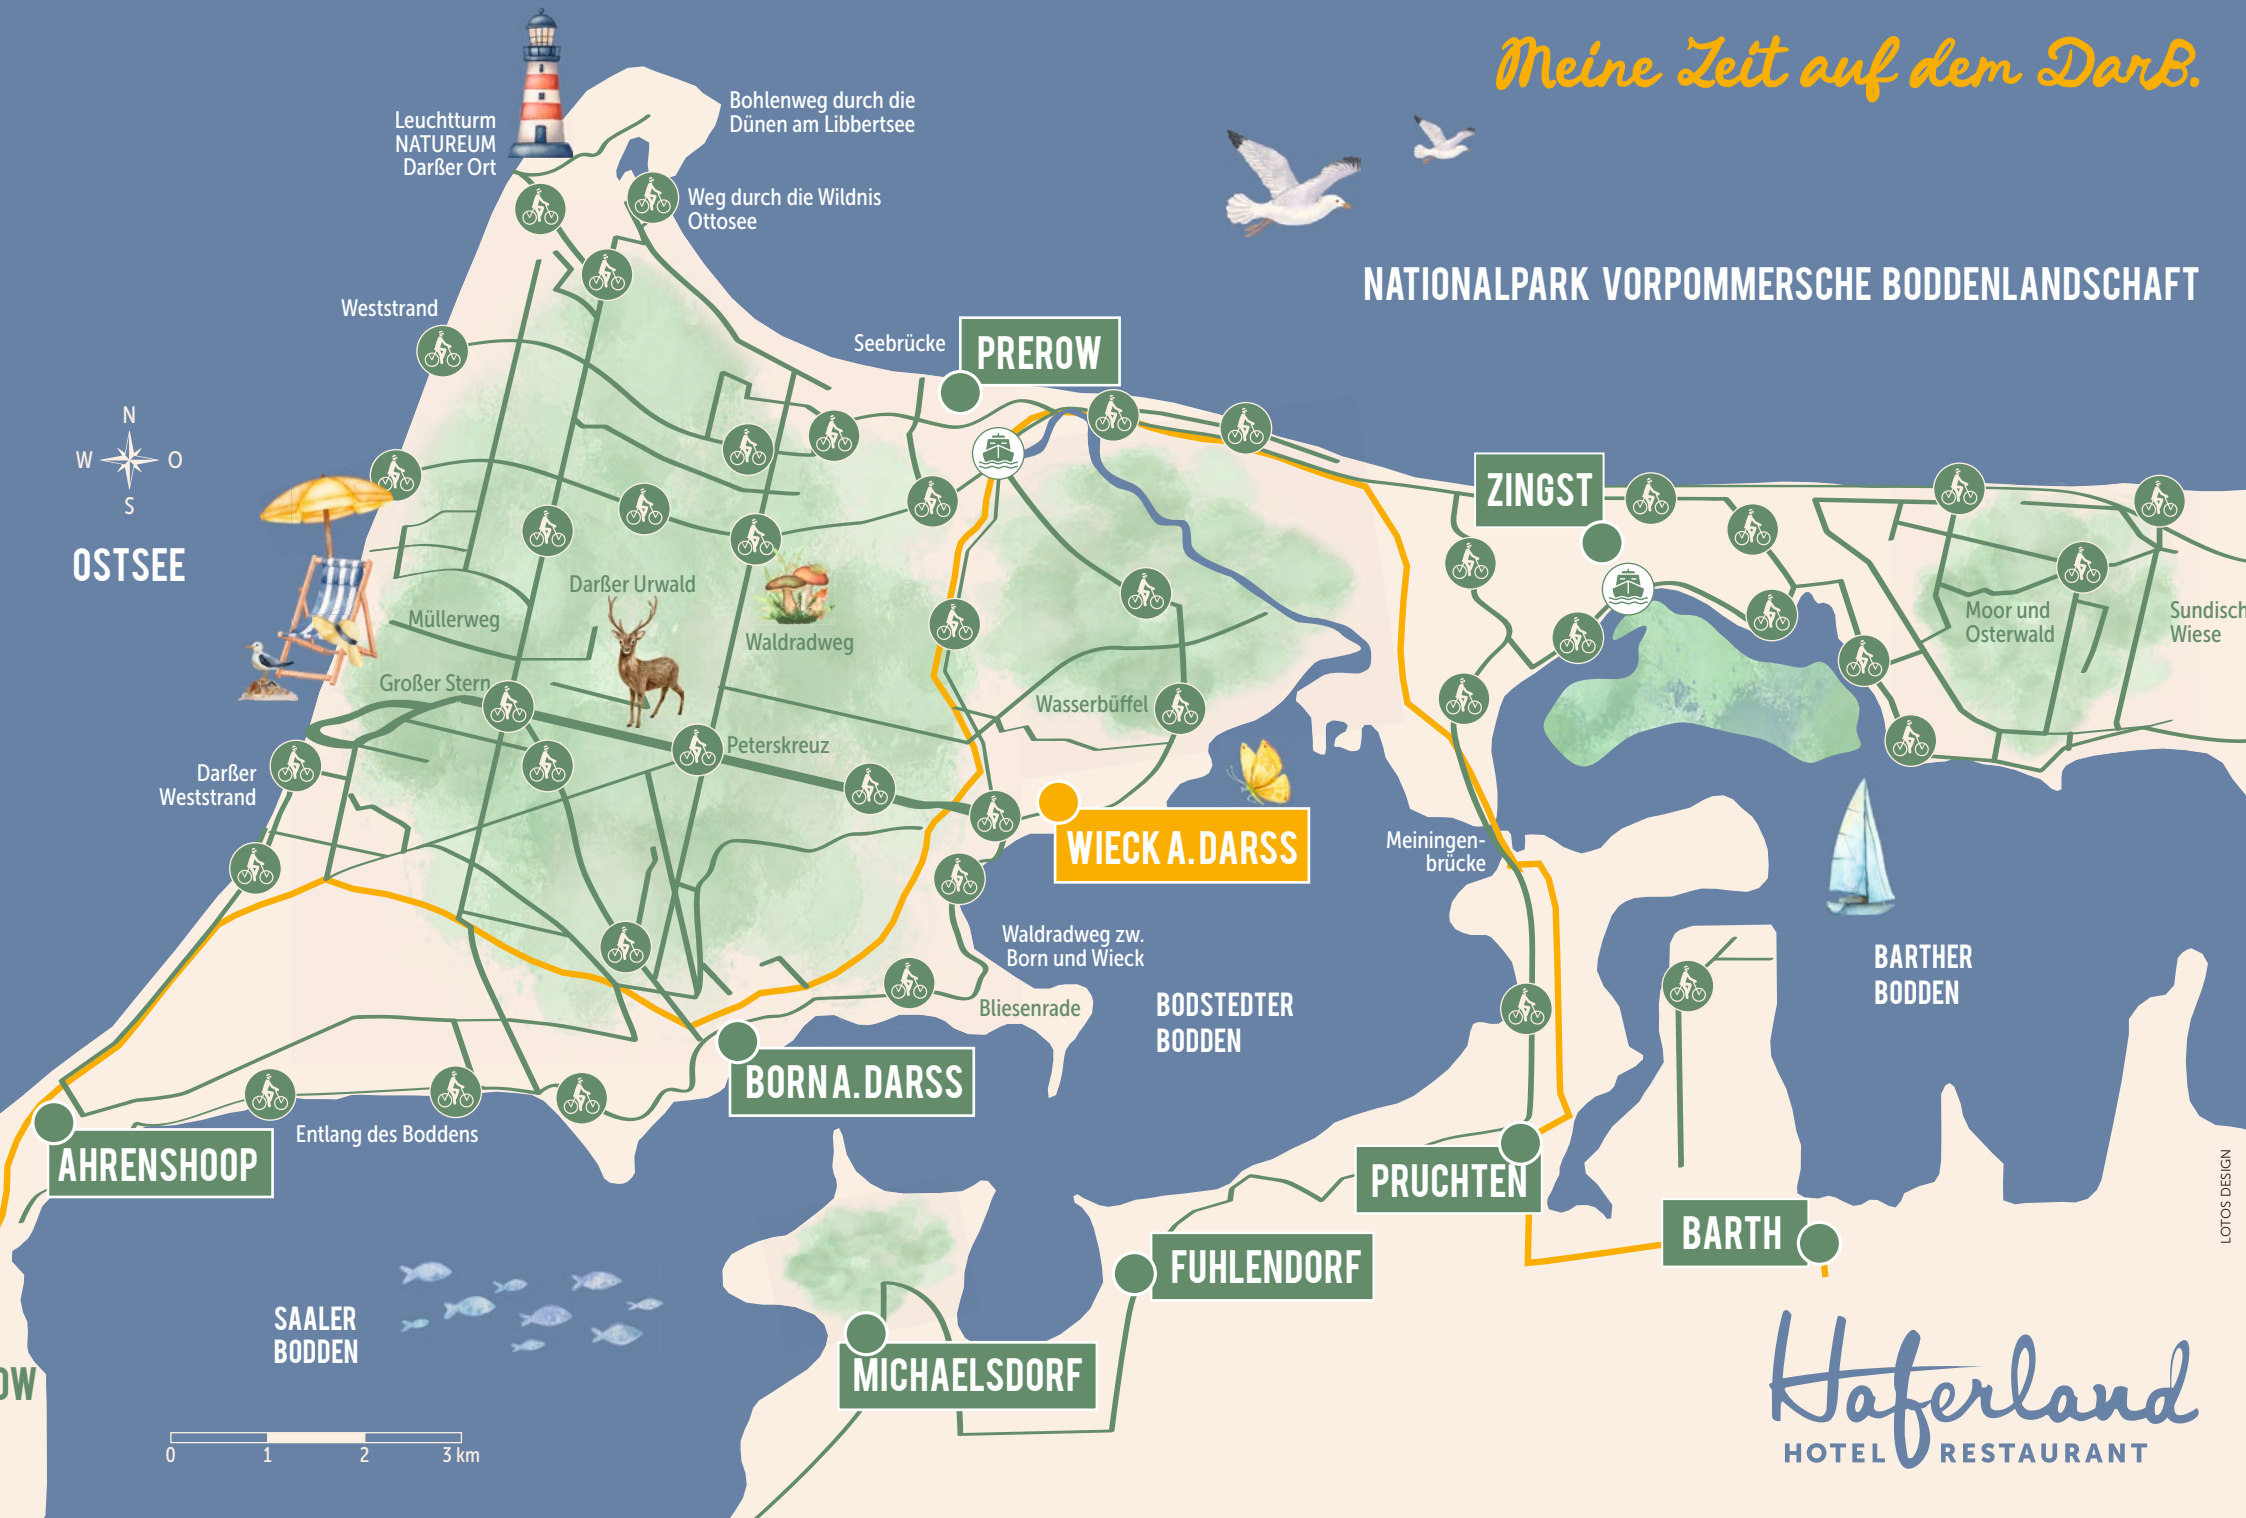 Meine Zeit auf dem Darß.
Leuchtturm
NATUREUM
Darßer Ort
Bohlenweg durch die
Dünen am Libbertsee
Weg durch die Wildnis
Ottosee
NATIONALPARK VORPOMMERSCHE BODDENLANDSCHAFT
Weststrand
Seebrücke
PREROW
N
W
O
S
OSTSEE
ZINGST
Darßer Urwald
Müllerweg
Waldradweg
Moor und
Osterwald
Sundisch
Wiese
Großer Stern
Wasserbüffel
Peterskreuz
Darßer
Weststrand
WIECK A. DARSS
Meiningen-
brücke
Waldradweg zw.
Born und Wieck
Bliesenrade
BODSTEDTER
BODDEN
BARTHER
BODDEN
BORN A. DARSS
Entlang des Boddens
AHRENSHOOP
PRUCHTEN
BARTH
FUHLENDORF
SAALER
BODDEN
MICHAELSDORF
OW
0 1 2 3 km
Haferland
HOTEL RESTAURANT
LOTOS DESIGN